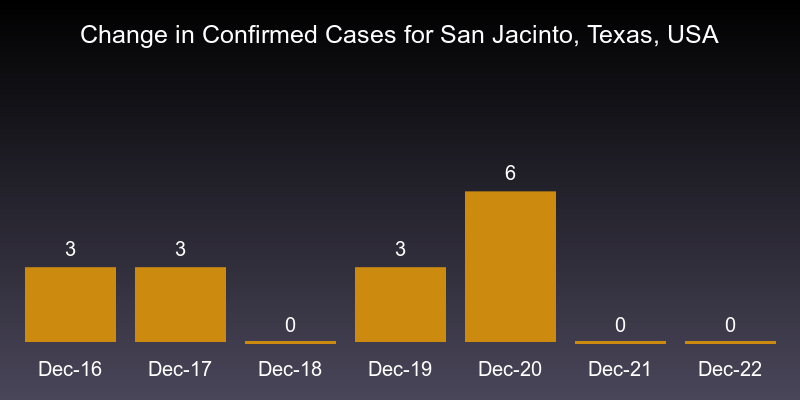 Change in Confirmed Cases for San Jacinto, Texas, USA
6
3 3 3
0 0 0
Dec-16 Dec-17 Dec-18 Dec-19 Dec-20 Dec-21 Dec-22